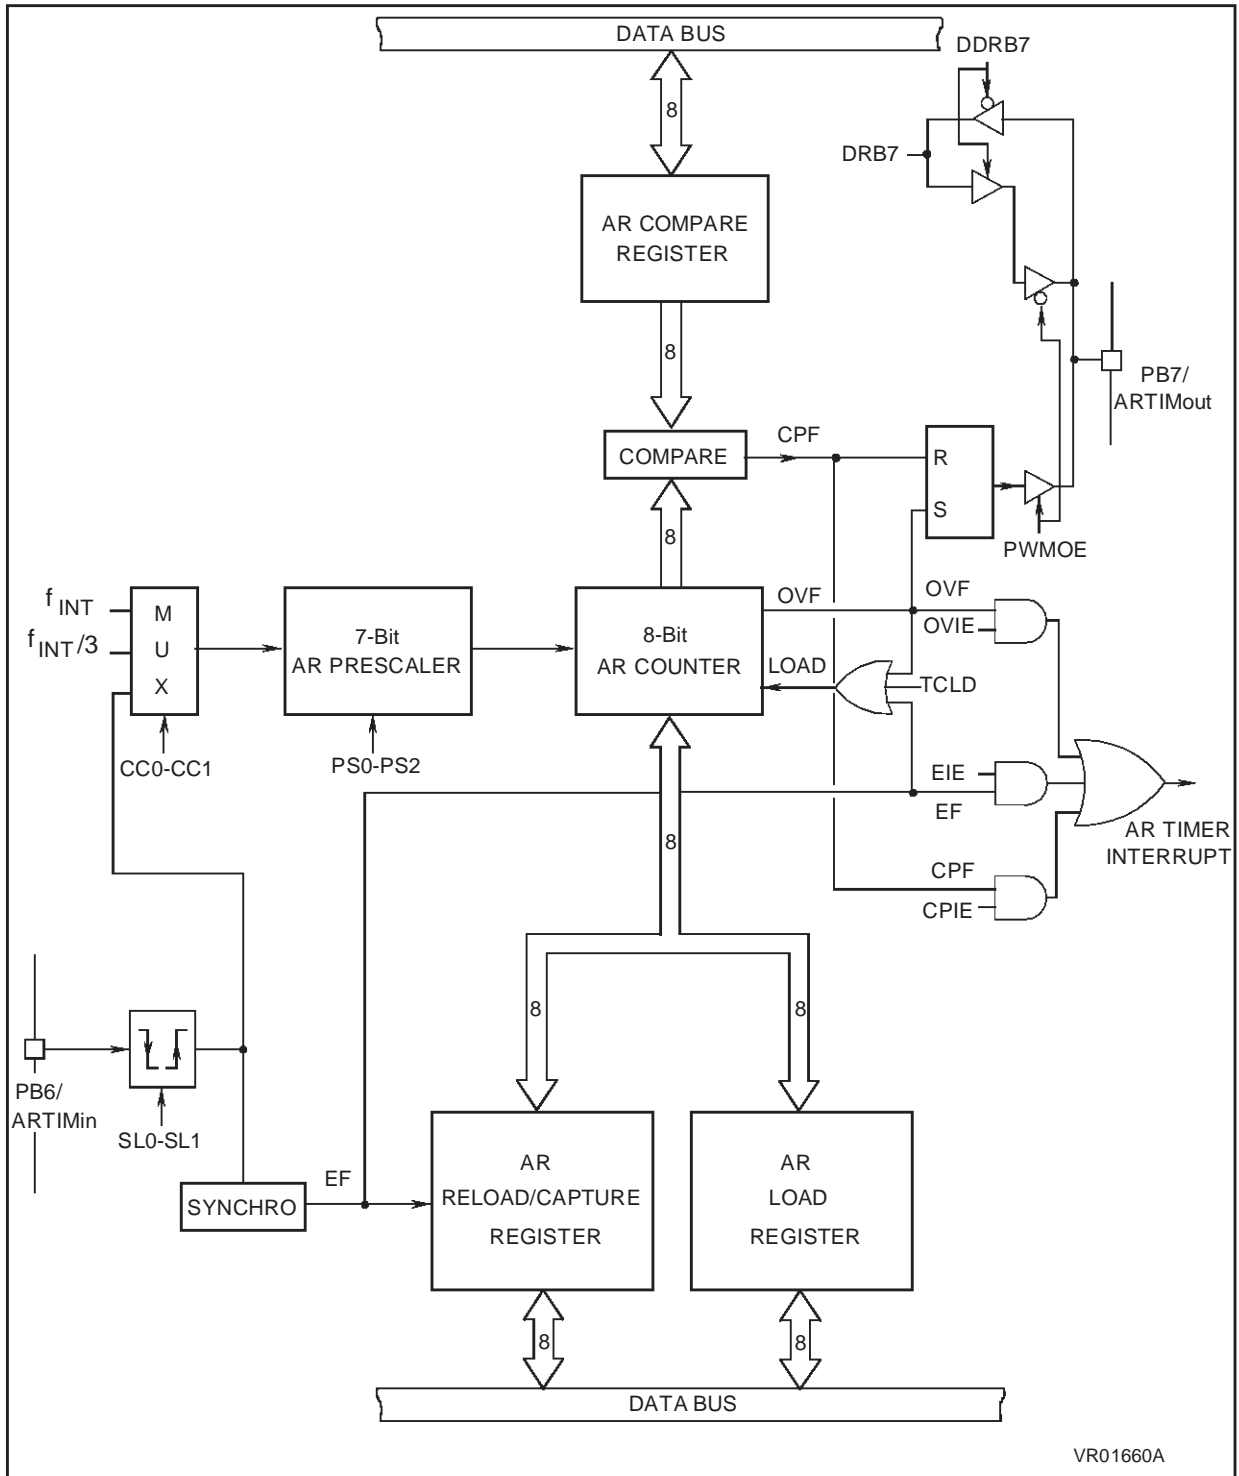 DATA BUS
DDRB7
8
DRB7
AR COMPARE
REGISTER
8
PB7/
ARTIMout
CPF
COMPARE
R
S
8
PWMOE
f INT
f INT /3
M
U
X
7-Bit
AR PRESCALER
8-Bit
AR COUNTER
OVF
OVF
OVIE
LOAD
TCLD
CC0-CC1
PS0-PS2
EIE
EF
AR TIMER
INTERRUPT
8
CPF
CPIE
8
8
PB6/
ARTIMin
SL0-SL1
SYNCHRO
EF
AR
RELOAD/CAPTURE
REGISTER
AR
LOAD
REGISTER
8
8
DATA BUS
VR01660A